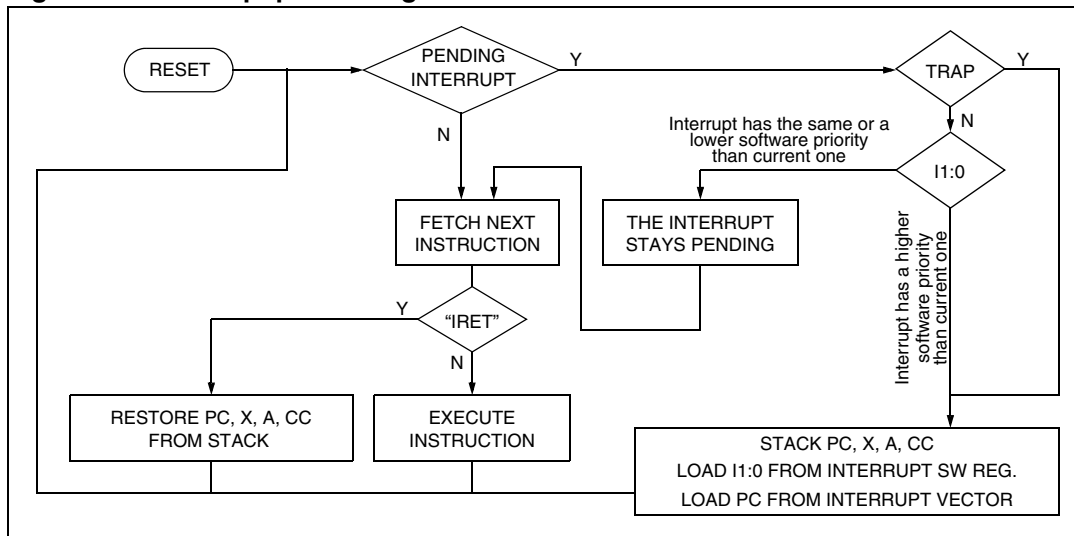 RESET
PENDING
INTERRUPT
Y
TRAP
Y
N
N
Interrupt has the same or a
lower software priority
than current one
I1:0
FETCH NEXT
INSTRUCTION
THE INTERRUPT
STAYS PENDING
Interrupt has a higher
software priority
than current one
Y
“IRET”
N
RESTORE PC, X, A, CC
FROM STACK
EXECUTE
INSTRUCTION
STACK PC, X, A, CC
LOAD I1:0 FROM INTERRUPT SW REG.
LOAD PC FROM INTERRUPT VECTOR